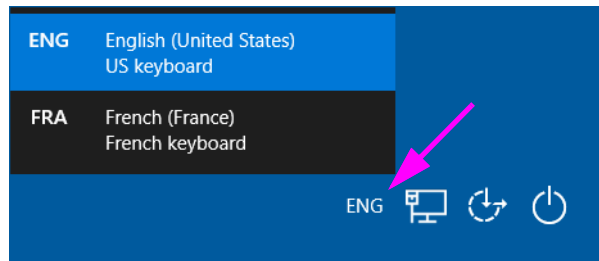 ENG English (United States)
US keyboard
FRA French (France)
French keyboard
ENG